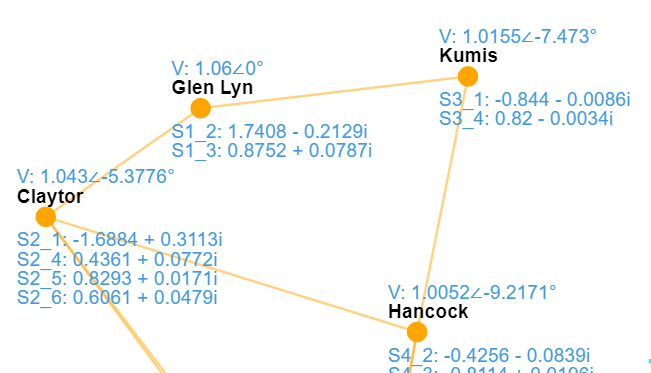 V: 1.0155∠-7.473°
Kumis
S3_1: -0.844 - 0.0086i
S3_4: 0.82 - 0.0034i
V: 1.06∠0°
Glen Lyn
S1_2: 1.7408 - 0.2129i
S1_3: 0.8752 + 0.0787i
V: 1.043∠-5.3776°
Claytor
S2_1: -1.6884 + 0.3113i
S2_4: 0.4361 + 0.0772i
S2_5: 0.8293 + 0.0171i
S2_6: 0.6061 + 0.0479i
V: 1.0052∠-9.2171°
Hancock
S4_2: -0.4256 - 0.0839i